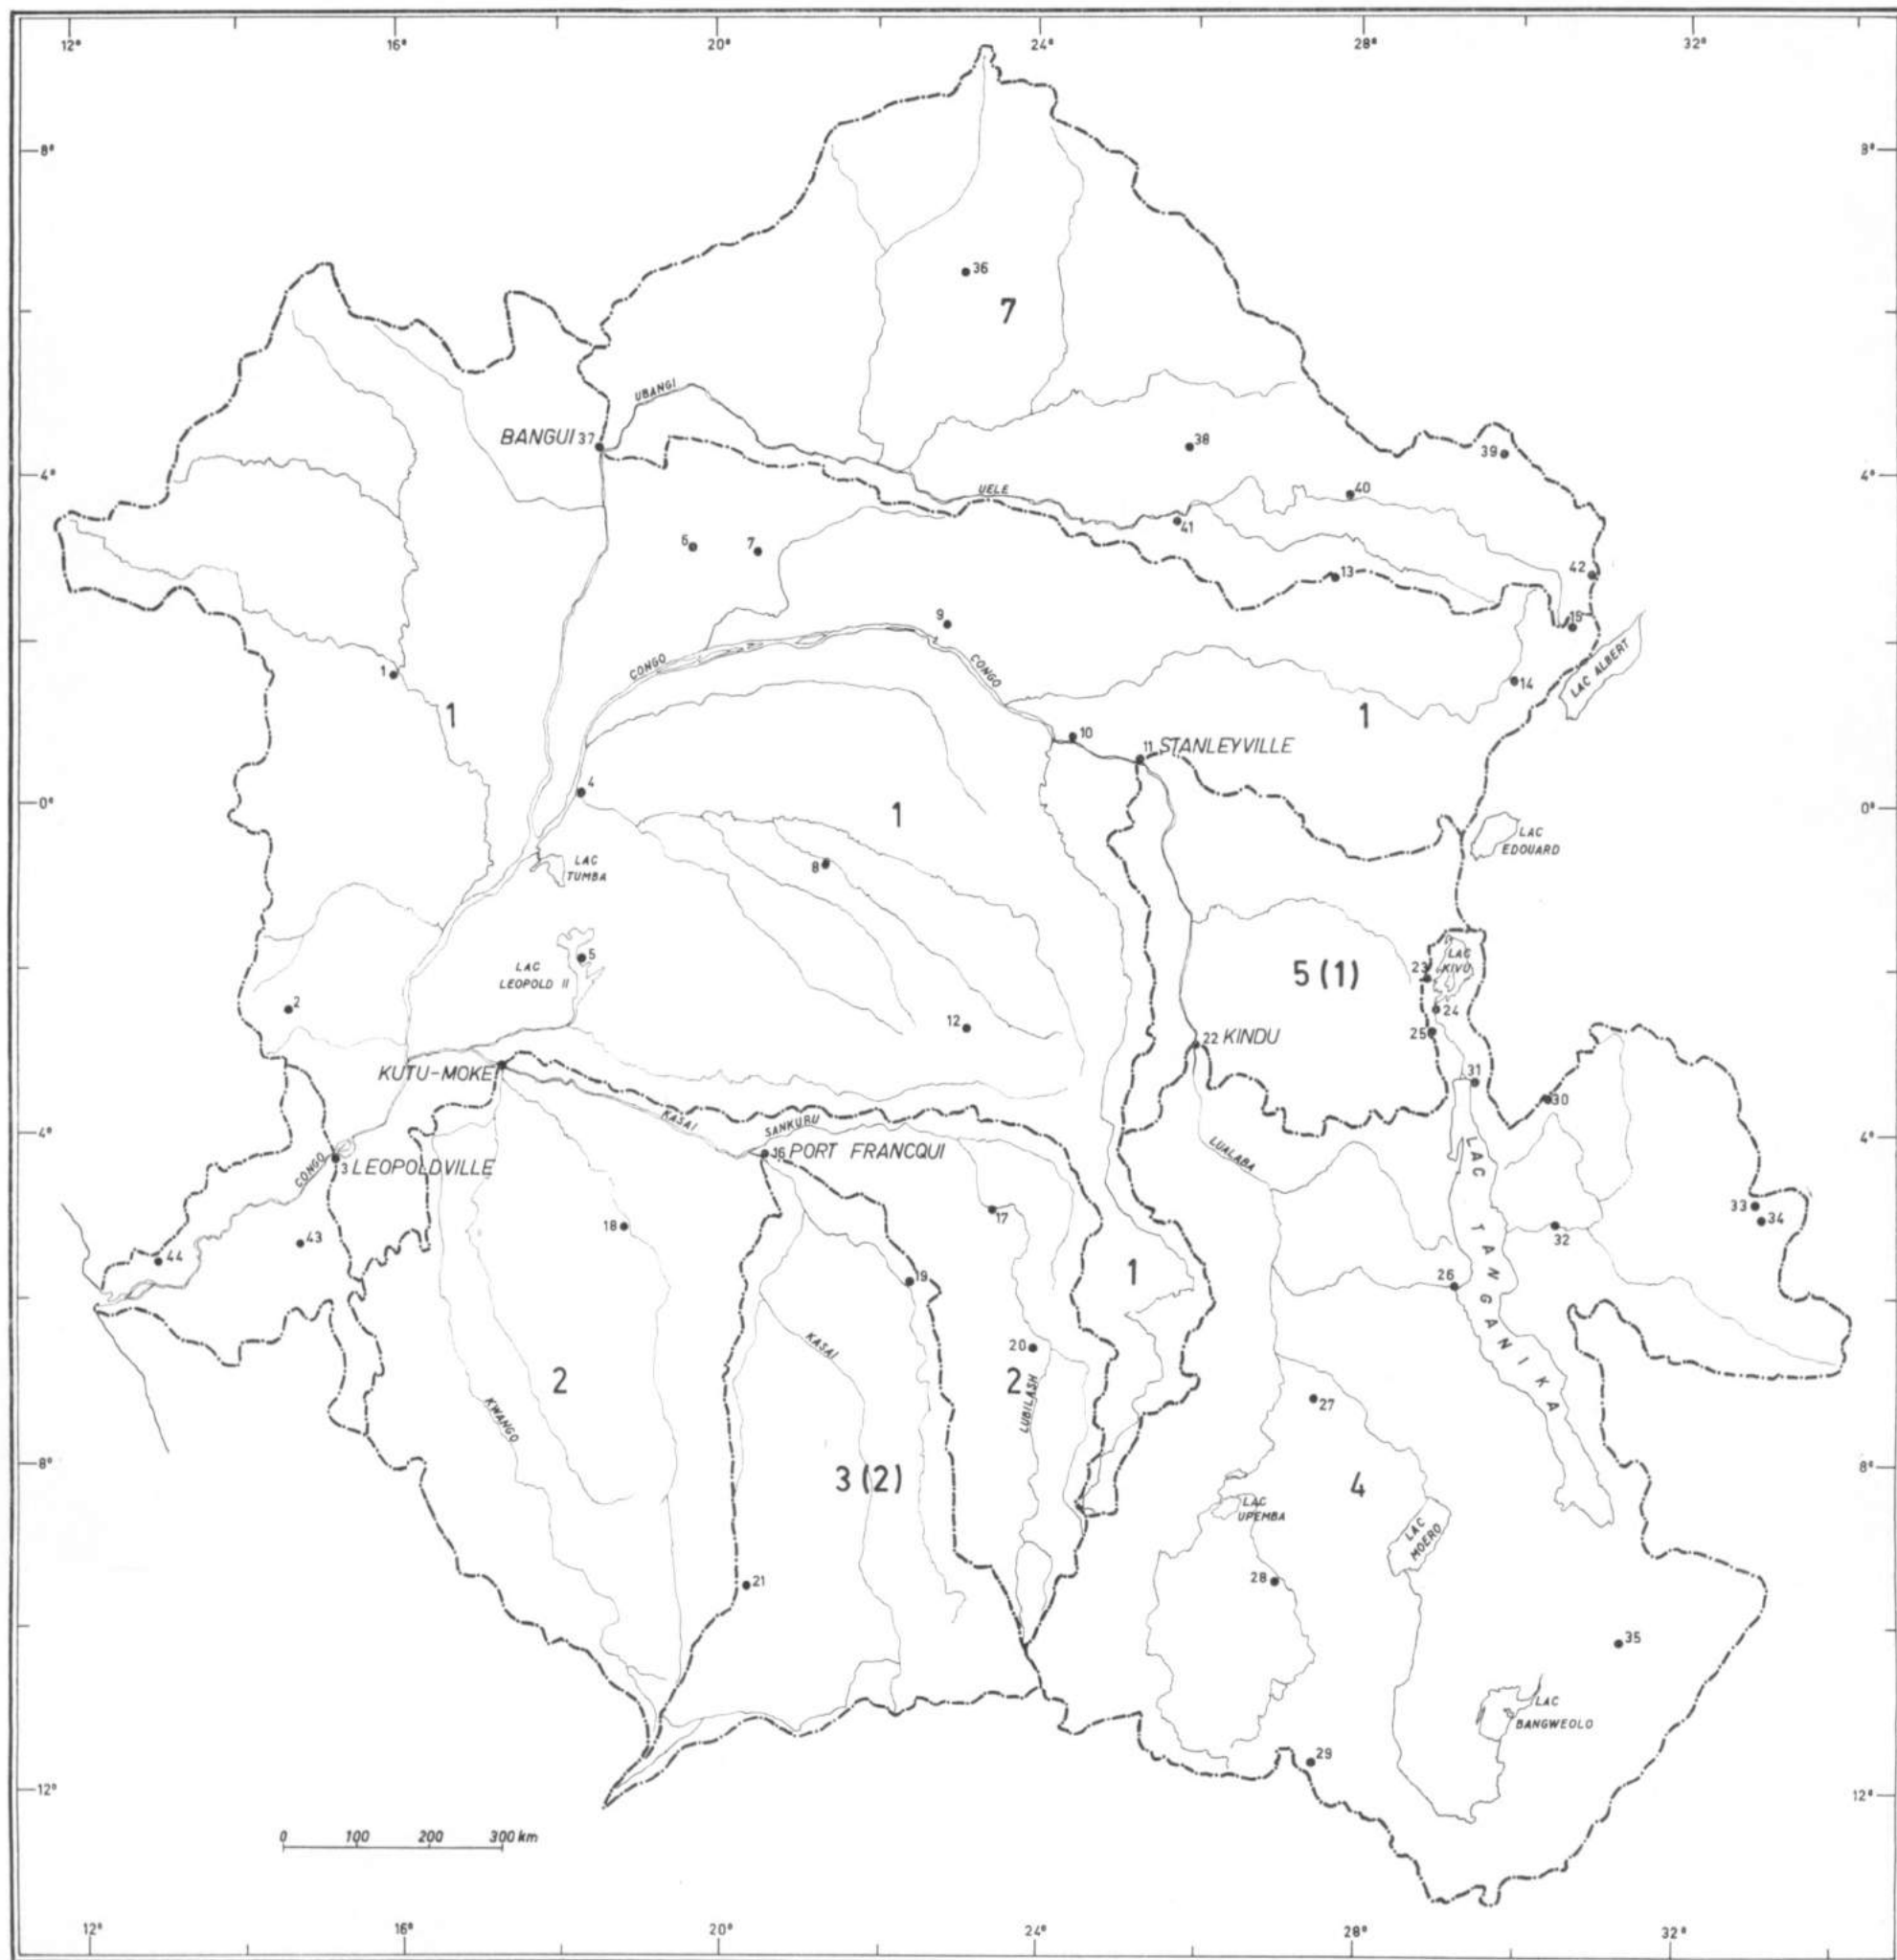 12° 16° 20° 24° 28° 32°
8° 8°
36
7
UBANGI
BANGUI 37
38
39
4° 4°
UELE
40
41
6 7
13
42
15
9
CONGO
CONGO
LAC ALBERT
1
14
1
1
10
11 STANLEYVILLE
4
0° 0°
1
LAC
EDOUARD
8
LAC
TUMBA
5
LAC
LEOPOLD II
5 (1)
23
LAC
KIVU
2
24
12
25
22 KINDU
KUTU-MOKE
31
30
KASAI
SANKURU
4° 4°
16 PORT FRANCQUI
LUALABA
CONGO
3 LEOPOLDVILLE
LAC TANGANIKA
17
18
33
34
32
43
44
1
19
26
KASAI
20
2
2
LUBILASH
27
KWANGO
8° 8°
3 (2)
4
LAC
UPEMBA
LAC
MOERO
21
28
35
LAC
BANGWEOLO
29
12° 12°
0 100 200 300 km
12° 16° 20° 24° 28° 32°